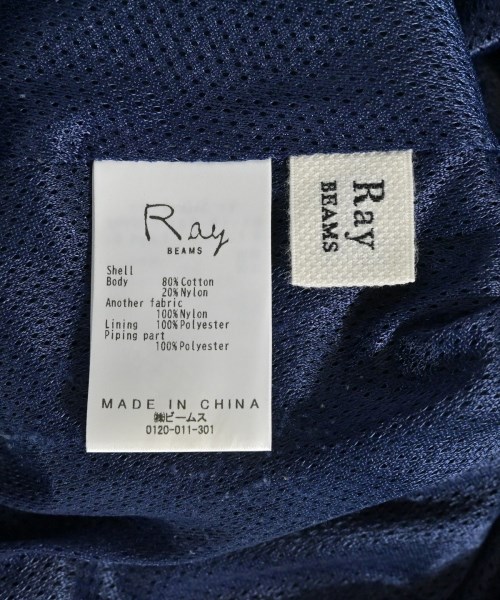 Ray
BEAMS
Shell
Body 80%Cotton
20%Nylon
Another fabric
100%Nylon
Lining 100%Polyester
Piping part
100%Polyester
MADE IN CHINA
㈱ビームス
0120-011-301
Ray
BEAMS